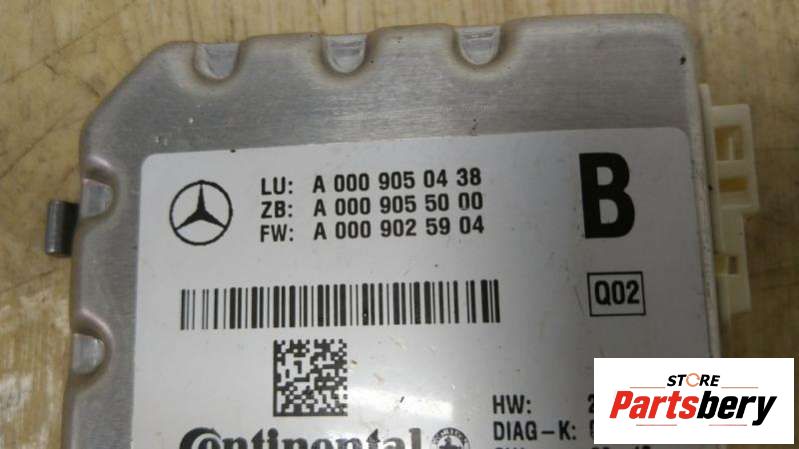 LU: A 000 905 04 38
ZB: A 000 905 50 00
FW: A 000 902 59 04
B
Q02
HW: 2
DIAG-K:
Continental
STORE
Partsbery